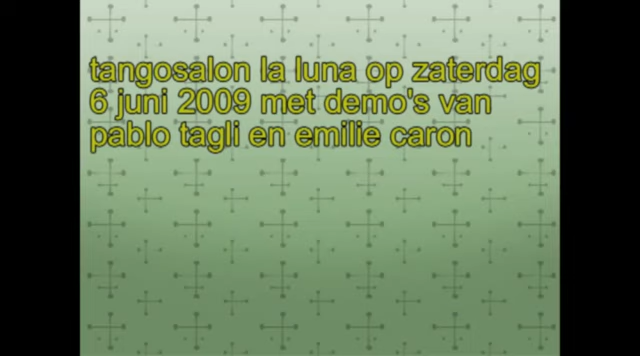 tangosalon la luna op zaterdag
6 juni 2009 met demo's van
pablo tagli en emilie caron